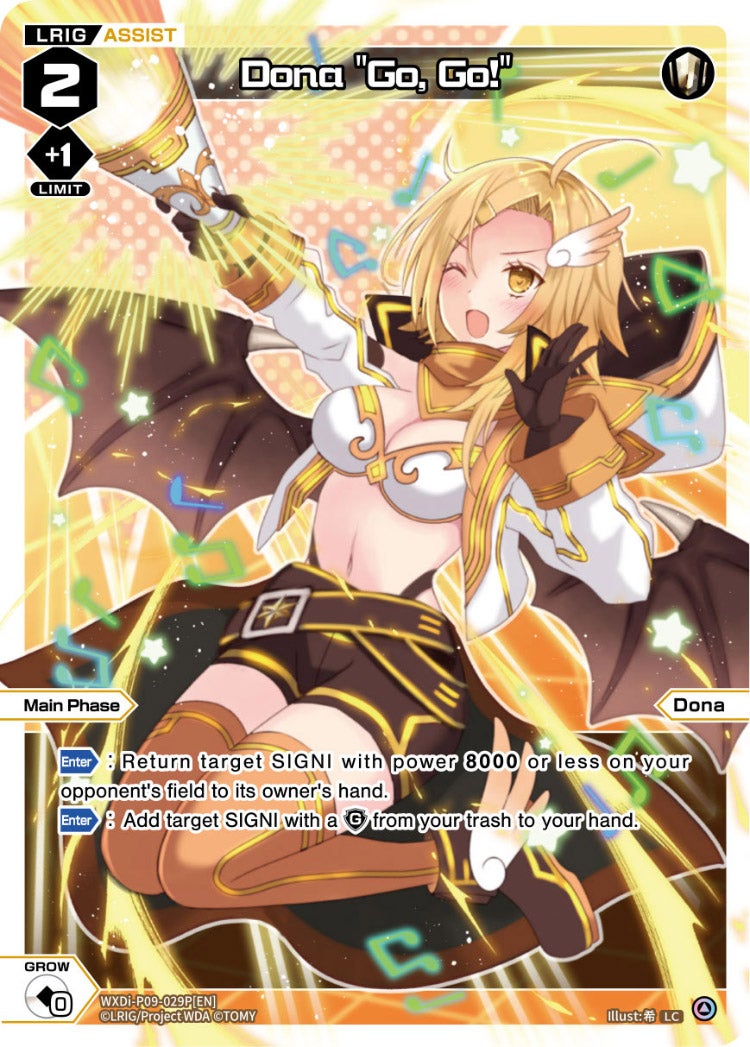 LRIG ASSIST
2
Dona "Go, Go!"
+1
LIMIT
Main Phase
Dona
Enter : Return target SIGNI with power 8000 or less on your
opponent's field to its owner's hand.
Enter : Add target SIGNI with a G from your trash to your hand.
GROW
0
WXDi-P09-029P[EN]
©LRIG/Project WDA ©TOMY
Illust:希 LC